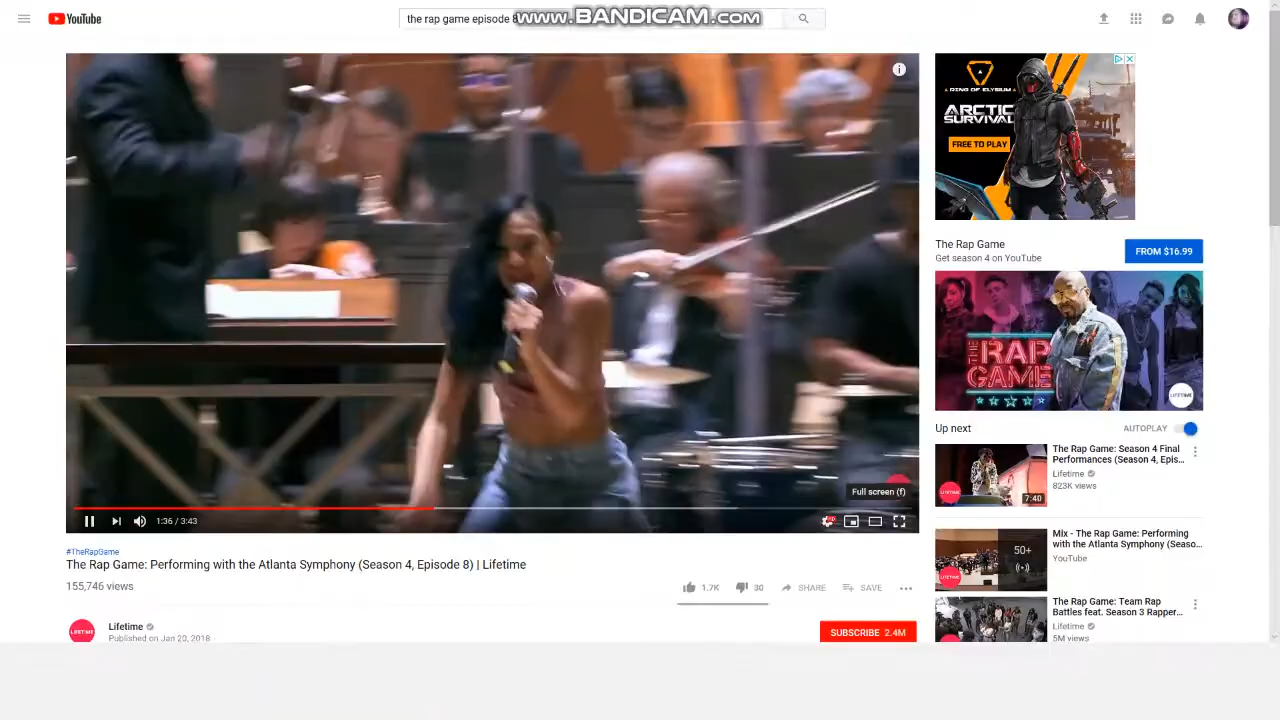 YouTube
the rap game episode 8
www.BANDICAM.com
RING OF ELYSIUM
ARCTIC
SURVIVAL
FREE TO PLAY
The Rap Game
Get season 4 on YouTube
FROM $16.99
THE RAP
GAME
LIFETIME
Full screen (f)
1:36 / 3:43
HD
Up next
AUTOPLAY
The Rap Game: Season 4 Final
Performances (Season 4, Epis...
Lifetime
823K views
LIFETIME
7:40
Mix - The Rap Game: Performing
with the Atlanta Symphony (Seaso...
YouTube
50+
LIFETIME
The Rap Game: Team Rap
Battles feat. Season 3 Rapper...
Lifetime
5M views
#TheRapGame
The Rap Game: Performing with the Atlanta Symphony (Season 4, Episode 8) | Lifetime
155,746 views
1.7K
30
SHARE
SAVE
LIFETIME
Lifetime
Published on Jan 20, 2018
SUBSCRIBE 2.4M